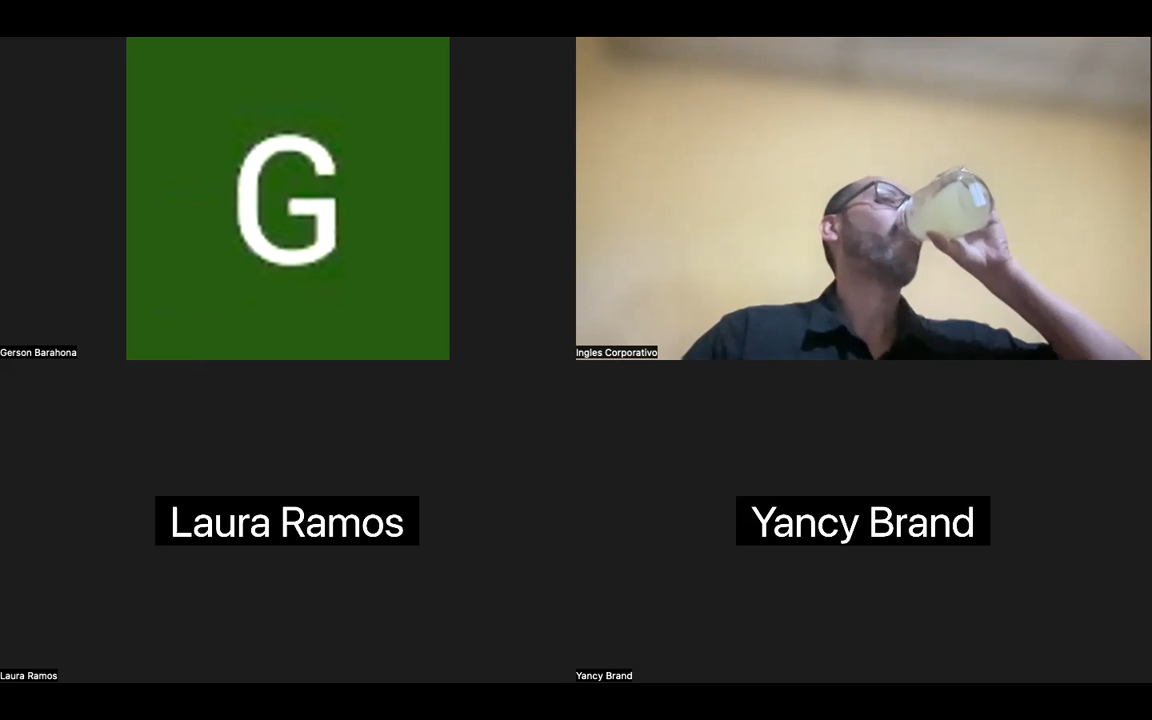 G
Gerson Barahona
Ingles Corporativo
Laura Ramos
Yancy Brand
Laura Ramos
Yancy Brand